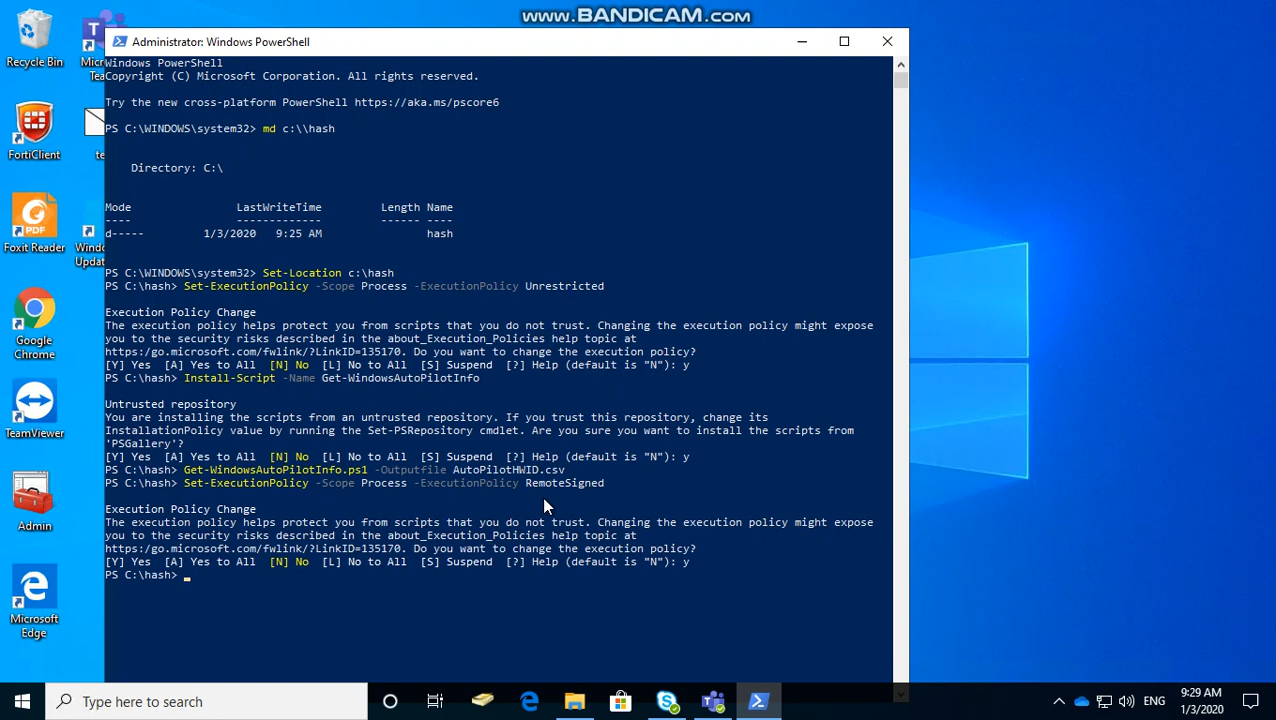 www.BANDICAM.com
Recycle Bin
Micr
Tea
FortiClient
te
Foxit Reader
Windo
Updat
Google
Chrome
TeamViewer
Admin
Microsoft
Edge
Administrator: Windows PowerShell
Windows PowerShell
Copyright (C) Microsoft Corporation. All rights reserved.
Try the new cross-platform PowerShell https://aka.ms/pscore6
PS C:\WINDOWS\system32> md c:\\hash
Directory: C:\
Mode LastWriteTime Length Name
---- ------------- ------ ----
d----- 1/3/2020 9:25 AM hash
PS C:\WINDOWS\system32> Set-Location c:\hash
PS C:\hash> Set-ExecutionPolicy -Scope Process -ExecutionPolicy Unrestricted
Execution Policy Change
The execution policy helps protect you from scripts that you do not trust. Changing the execution policy might expose
you to the security risks described in the about_Execution_Policies help topic at
https:/go.microsoft.com/fwlink/?LinkID=135170. Do you want to change the execution policy?
[Y] Yes [A] Yes to All [N] No [L] No to All [S] Suspend [?] Help (default is "N"): y
PS C:\hash> Install-Script -Name Get-WindowsAutoPilotInfo
Untrusted repository
You are installing the scripts from an untrusted repository. If you trust this repository, change its
InstallationPolicy value by running the Set-PSRepository cmdlet. Are you sure you want to install the scripts from
'PSGallery'?
[Y] Yes [A] Yes to All [N] No [L] No to All [S] Suspend [?] Help (default is "N"): y
PS C:\hash> Get-WindowsAutoPilotInfo.ps1 -Outputfile AutoPilotHWID.csv
PS C:\hash> Set-ExecutionPolicy -Scope Process -ExecutionPolicy RemoteSigned
Execution Policy Change
The execution policy helps protect you from scripts that you do not trust. Changing the execution policy might expose
you to the security risks described in the about_Execution_Policies help topic at
https:/go.microsoft.com/fwlink/?LinkID=135170. Do you want to change the execution policy?
[Y] Yes [A] Yes to All [N] No [L] No to All [S] Suspend [?] Help (default is "N"): y
PS C:\hash>
Type here to search
ENG
9:29 AM
1/3/2020